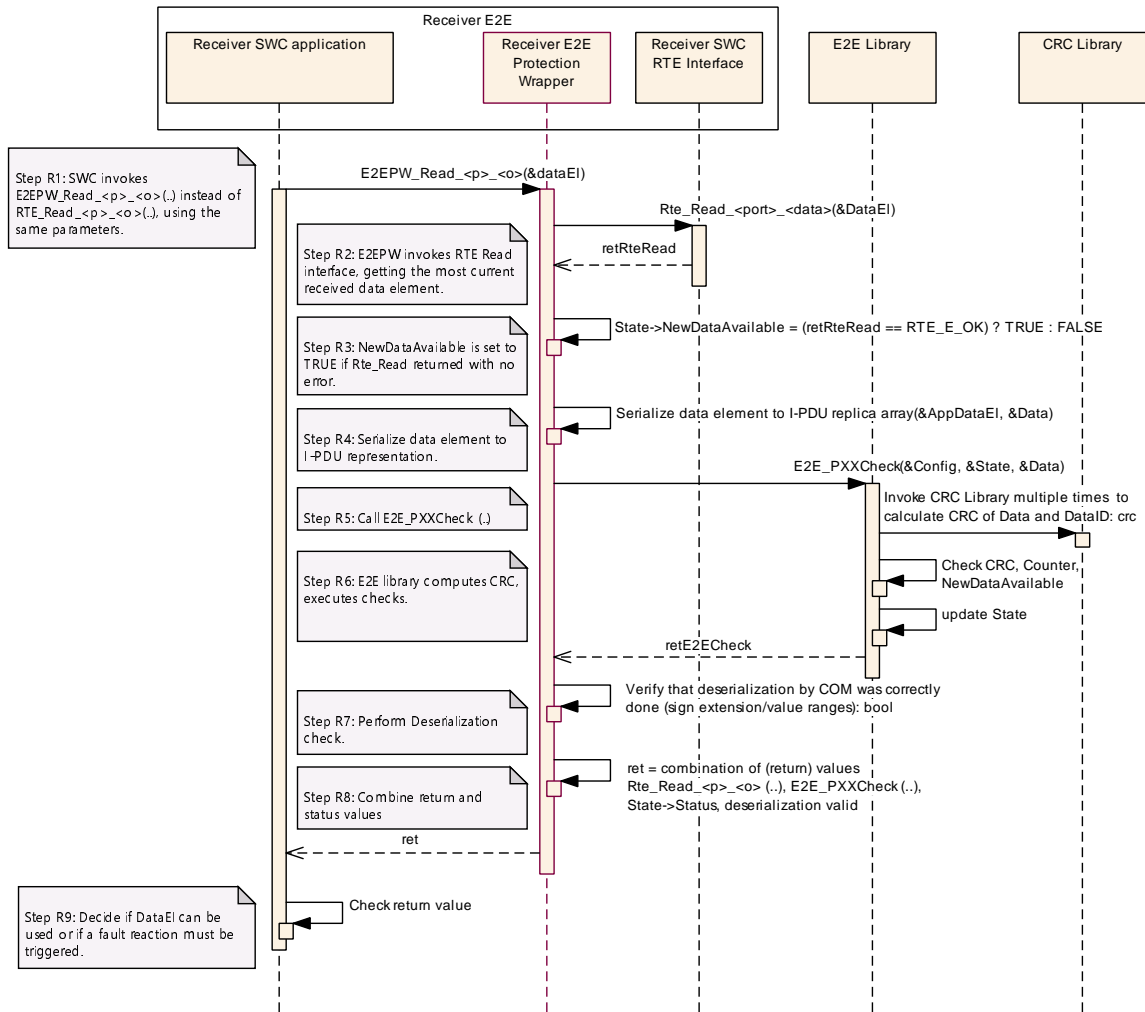 Receiver E2E
Receiver SWC application
Receiver E2E
Protection
Wrapper
Receiver SWC
RTE Interface
E2E Library
CRC Library
Step R1: SWC invokes
E2EPW_Read_<p>_<o>(..) instead of
RTE_Read_<p>_<o>(..), using the
same parameters.
E2EPW_Read_<p>_<o>(&dataEl)
Rte_Read_<port>_<data>(&DataEl)
Step R2: E2EPW invokes RTE Read
interface, getting the most current
received data element.
retRteRead
State->NewDataAvailable = (retRteRead == RTE_E_OK) ? TRUE : FALSE
Step R3: NewDataAvailable is set to
TRUE if Rte_Read returned with no
error.
Serialize data element to I-PDU replica array(&AppDataEl, &Data)
Step R4: Serialize data element to
I-PDU representation.
E2E_PXXCheck(&Config, &State, &Data)
Step R5: Call E2E_PXXCheck (..)
Invoke CRC Library multiple times to
calculate CRC of Data and DataID: crc
Step R6: E2E library computes CRC,
executes checks.
Check CRC, Counter,
NewDataAvailable
update State
retE2ECheck
Verify that deserialization by COM was correctly
done (sign extension/value ranges): bool
Step R7: Perform Deserialization
check.
ret = combination of (return) values
Rte_Read_<p>_<o> (..), E2E_PXXCheck (..),
State->Status, deserialization valid
Step R8: Combine return and
status values
ret
Step R9: Decide if DataEl can be
used or if a fault reaction must be
triggered.
Check return value